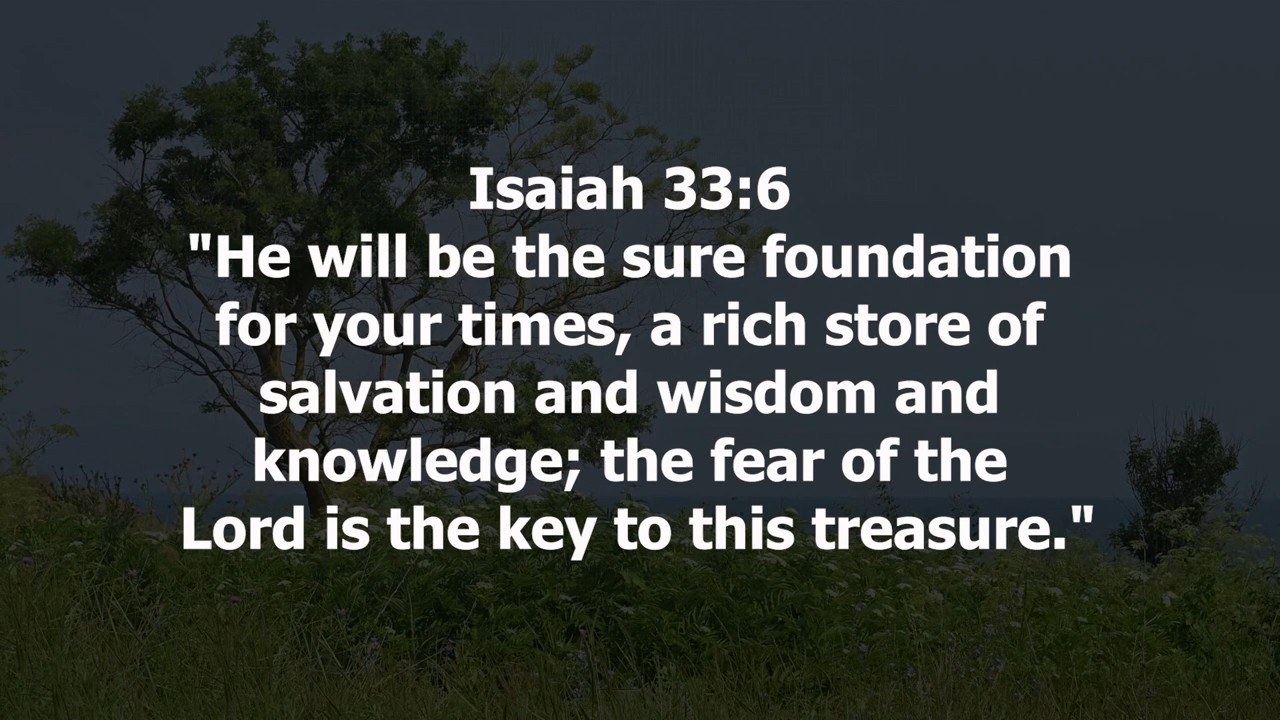 Isaiah 33:6
"He will be the sure foundation
for your times, a rich store of
salvation and wisdom and
knowledge; the fear of the
Lord is the key to this treasure."